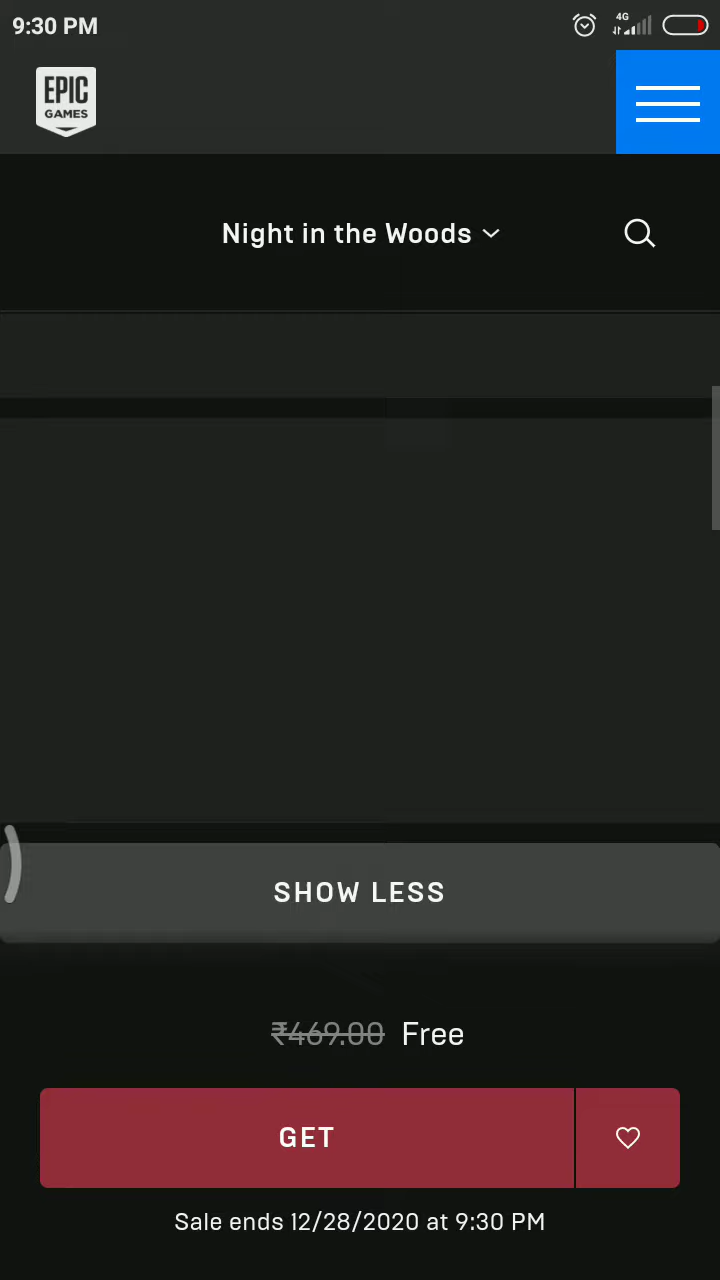 9:30 PM
4G
EPIC
GAMES
Night in the Woods
SHOW LESS
₹469.00 Free
GET
Sale ends 12/28/2020 at 9:30 PM